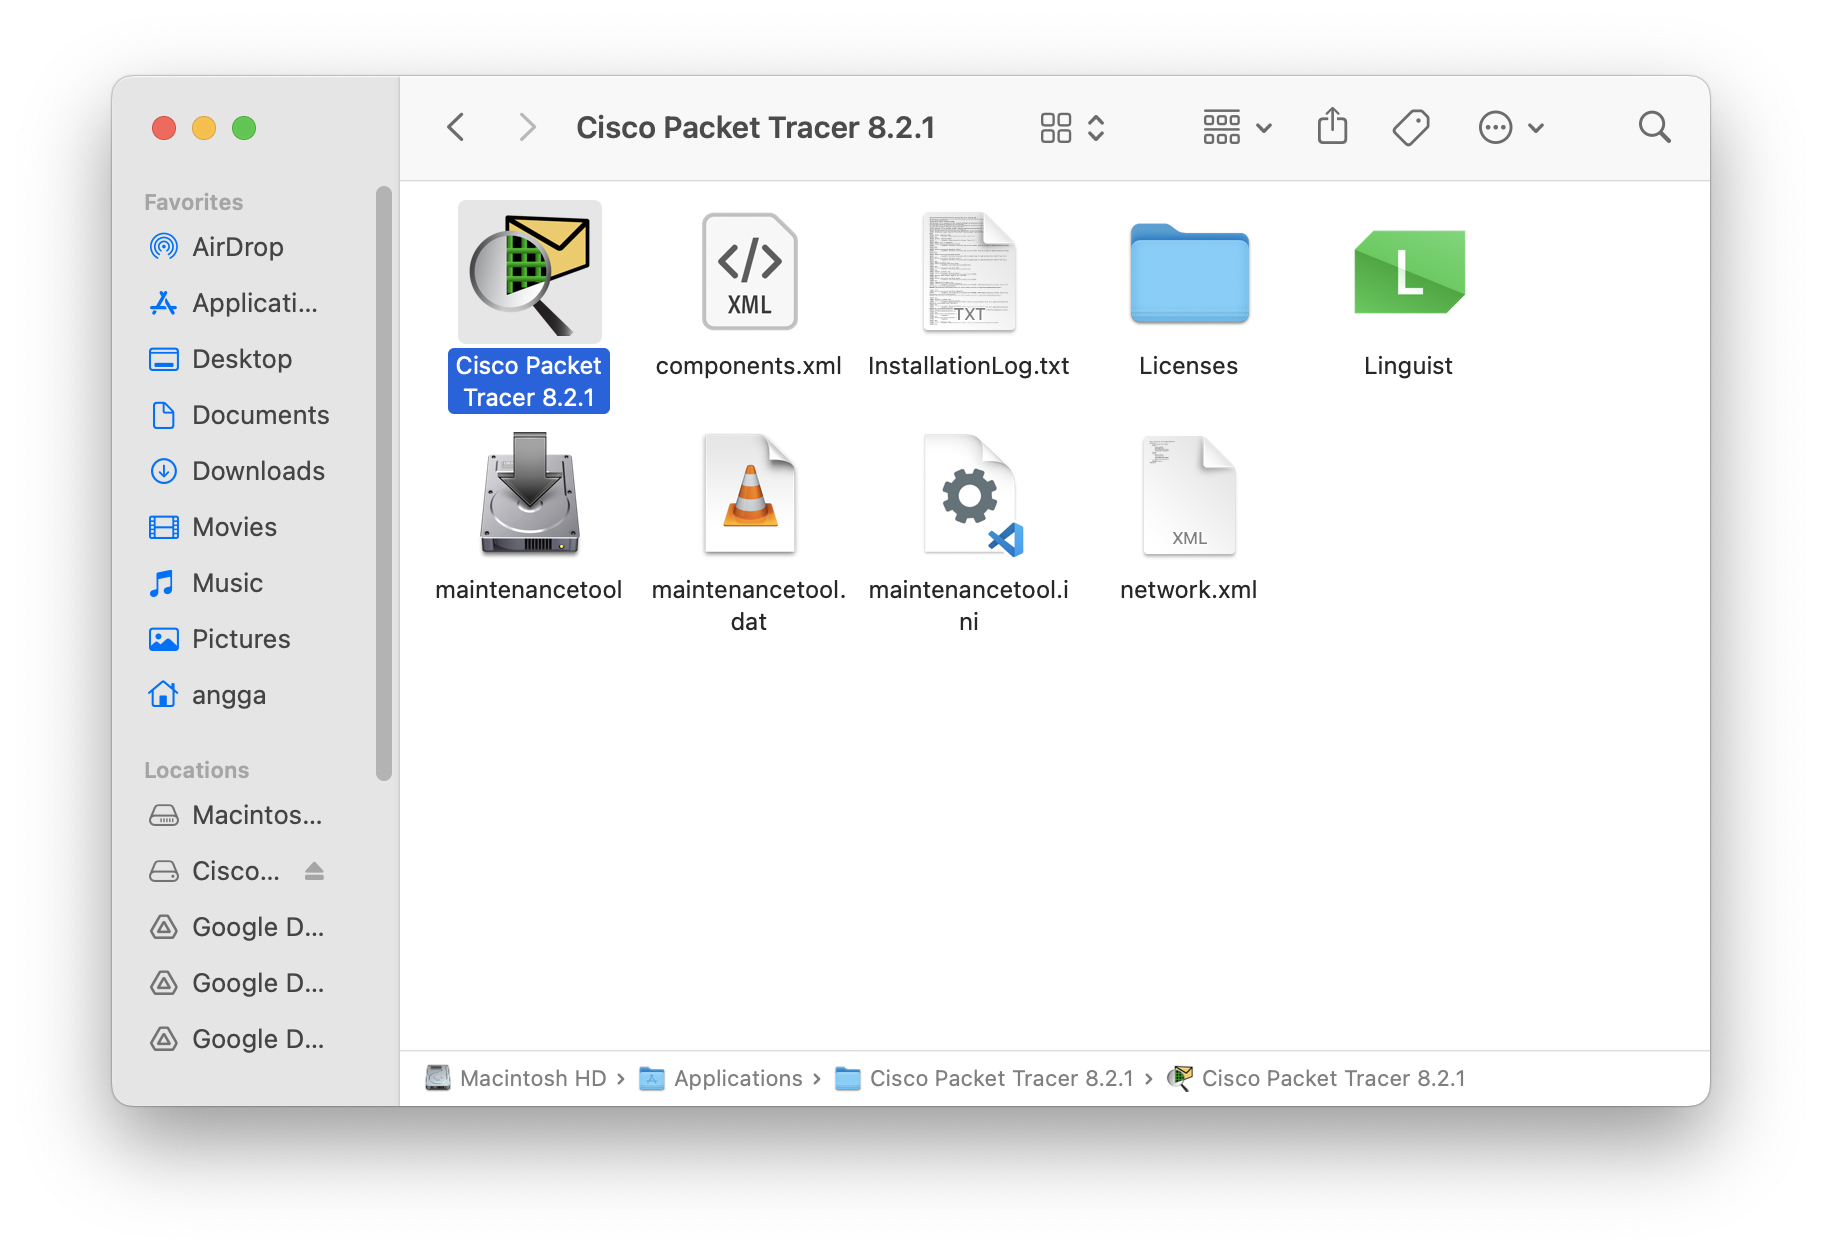 Cisco Packet Tracer 8.2.1
Favorites
AirDrop
Applicati...
Desktop
Documents
Downloads
Movies
Music
Pictures
angga
Locations
Macintos...
Cisco...
Google D...
Google D...
Google D...
XML
TXT
L
Cisco Packet
Tracer 8.2.1
components.xml
InstallationLog.txt
Licenses
Linguist
XML
maintenancetool
maintenancetool.
dat
maintenancetool.i
ni
network.xml
Macintosh HD › Applications › Cisco Packet Tracer 8.2.1 › Cisco Packet Tracer 8.2.1